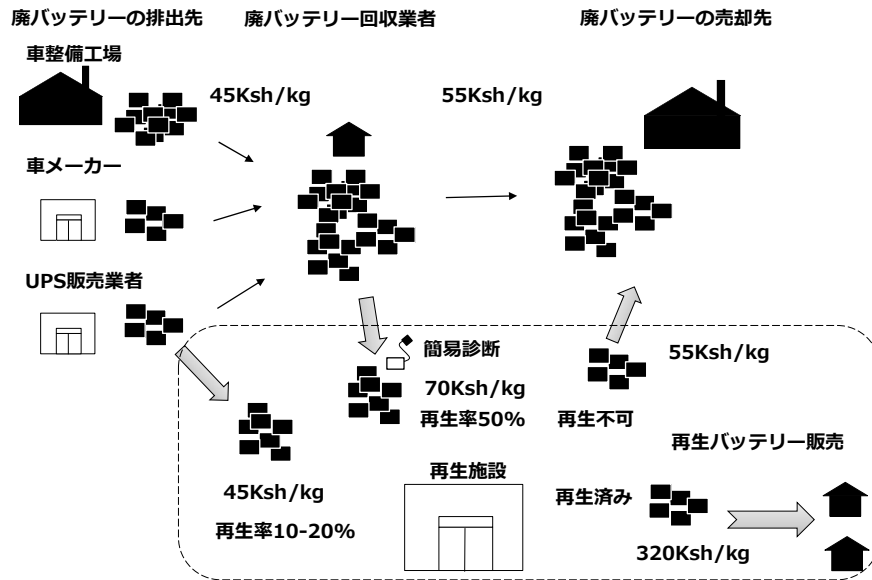 廃バッテリーの排出先
廃バッテリー回収業者
廃バッテリーの売却先
車整備工場
45Ksh/kg
55Ksh/kg
車メーカー
UPS販売業者
簡易診断
70Ksh/kg
再生率50%
55Ksh/kg
再生不可
再生バッテリー販売
45Ksh/kg
再生率10-20%
再生施設
再生済み
320Ksh/kg